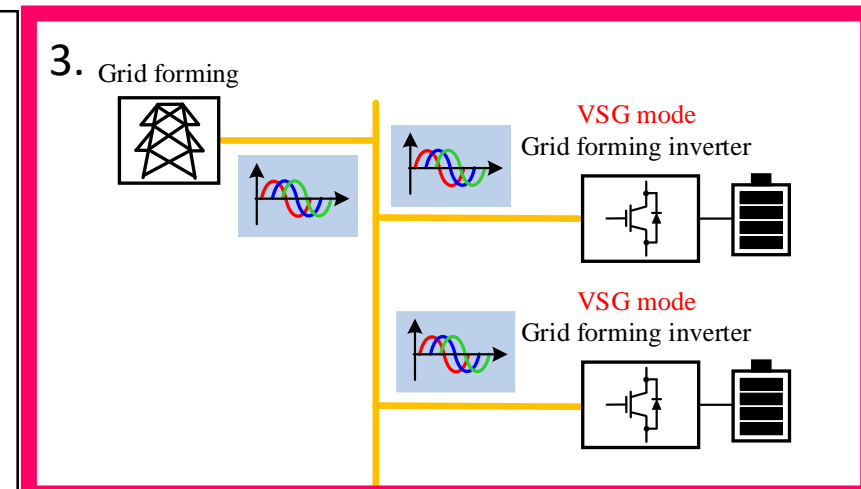 3.
Grid forming
VSG mode
Grid forming inverter
VSG mode
Grid forming inverter